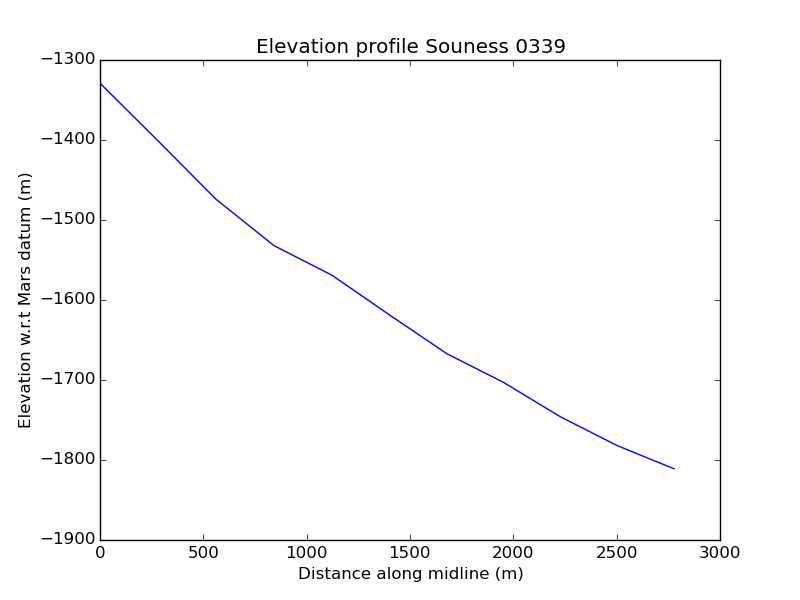 Elevation profile Souness 0339
−1300
−1400
−1500
−1600
−1700
−1800
−1900
Elevation w.r.t Mars datum (m)
0 500 1000 1500 2000 2500 3000
Distance along midline (m)